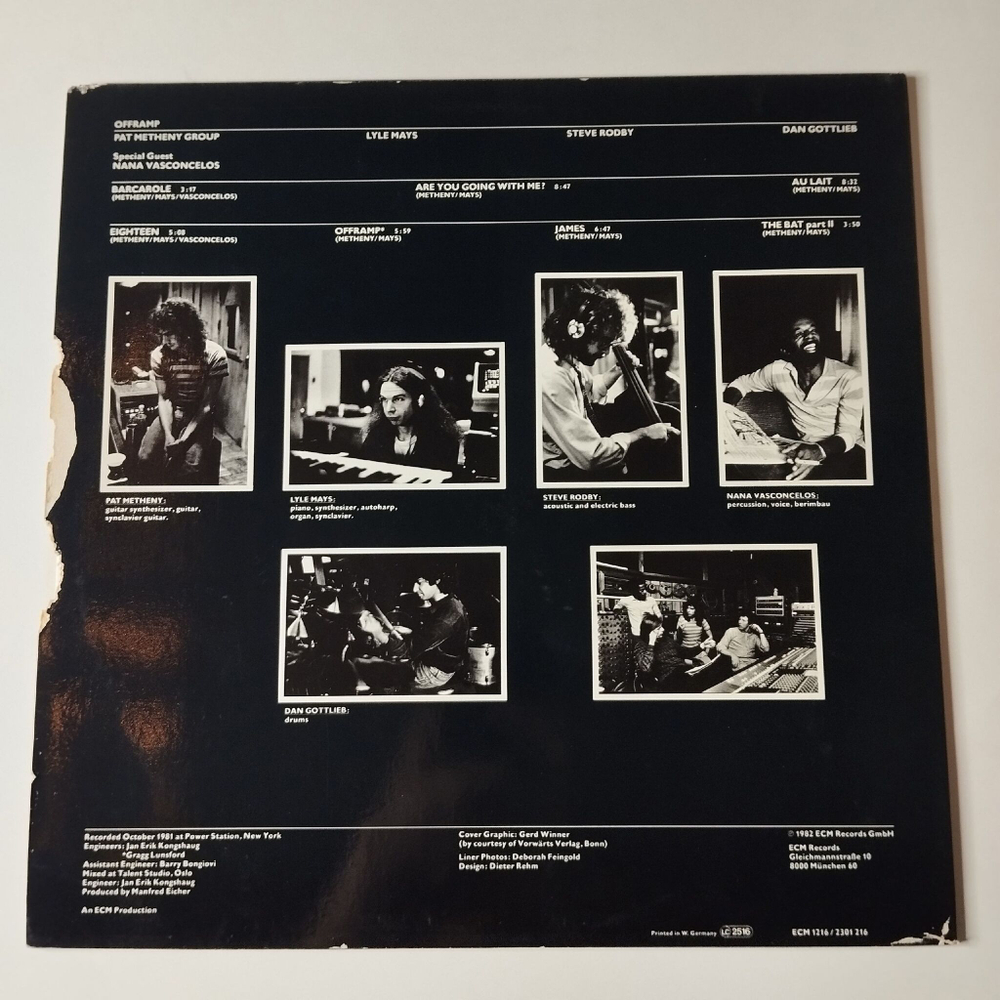 OFFRAMP
PAT METHENY GROUP LYLE MAYS STEVE RODBY DAN GOTTLIEB
Special Guest
NANA VASCONCELOS
BARCAROLE 3:17 ARE YOU GOING WITH ME? 8:47 AU LAIT 8:32
(METHENY/MAYS/VASCONCELOS) (METHENY/MAYS) (METHENY/MAYS)
EIGHTEEN 5:08 OFFRAMP* 5:59 JAMES 6:47 THE BAT part II 3:50
(METHENY/MAYS/VASCONCELOS) (METHENY/MAYS) (METHENY/MAYS) (METHENY/MAYS)
PAT METHENY:
guitar synthesizer, guitar,
synclavier guitar.
LYLE MAYS:
piano, synthesizer, autoharp,
organ, synclavier.
STEVE RODBY:
acoustic and electric bass
NANA VASCONCELOS:
percussion, voice, berimbau
DAN GOTTLIEB:
drums
Recorded October 1981 at Power Station, New York
Engineers: Jan Erik Kongshaug
*Gragg Lunsford
Assistant Engineer: Barry Bongiovi
Mixed at Talent Studio, Oslo
Engineer: Jan Erik Kongshaug
Produced by Manfred Eicher
An ECM Production
Cover Graphic: Gerd Winner
(by courtesy of Vorwärts Verlag, Bonn)
Liner Photos: Deborah Feingold
Design: Dieter Rehm
℗ 1982 ECM Records GmbH
ECM Records
Gleichmannstraße 10
8000 München 60
Printed in W. Germany LC 2516 ECM 1216 / 2301 216